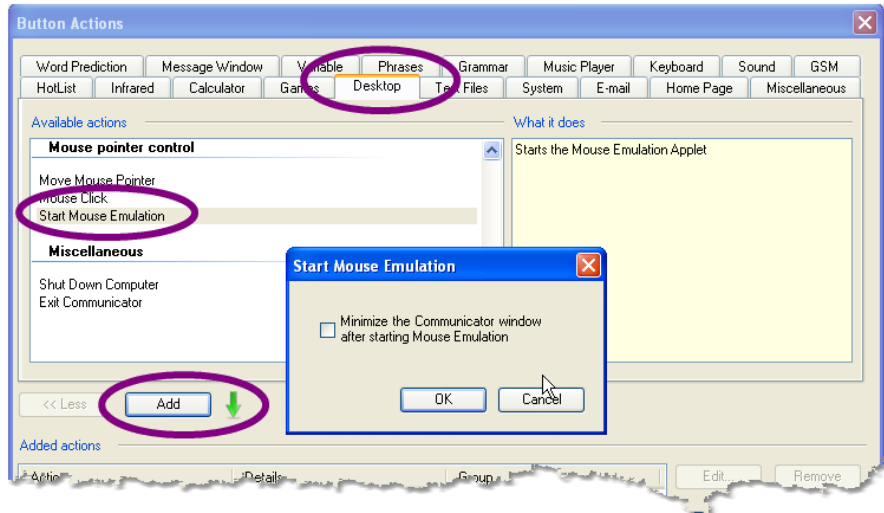 Button Actions
Word Prediction Message Window Variable Phrases Grammar Music Player Keyboard Sound GSM
HotList Infrared Calculator Games Desktop Text Files System E-mail Home Page Miscellaneous
Available actions What it does
Mouse pointer control Starts the Mouse Emulation Applet
Move Mouse Pointer
Mouse Click
Start Mouse Emulation
Miscellaneous
Shut Down Computer
Exit Communicator
Start Mouse Emulation
Minimize the Communicator window
after starting Mouse Emulation
OK Cancel
<< Less Add
Added actions
Action Details Group Edit... Remove